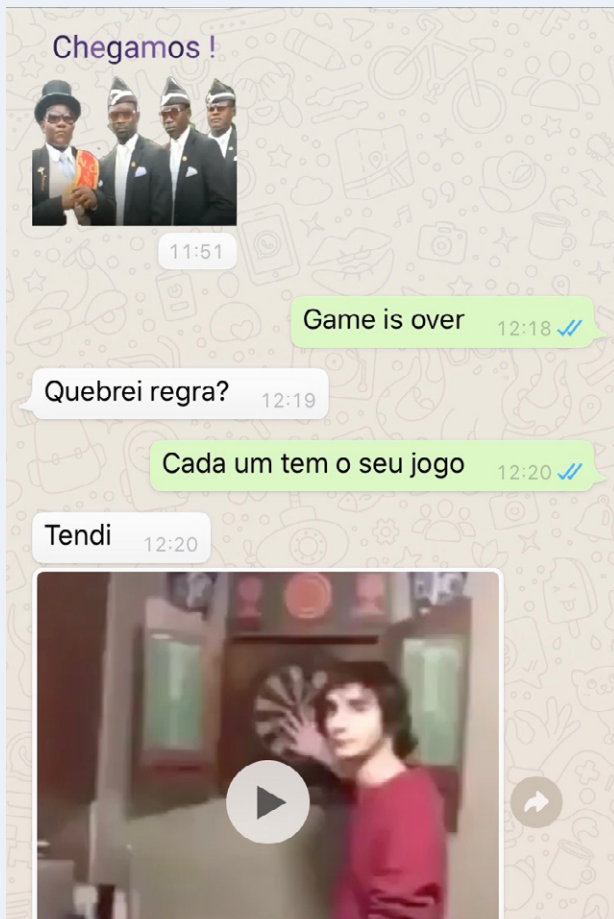 Chegamos !
11:51
Game is over 12:18
Quebrei regra? 12:19
Cada um tem o seu jogo 12:20
Tendi 12:20